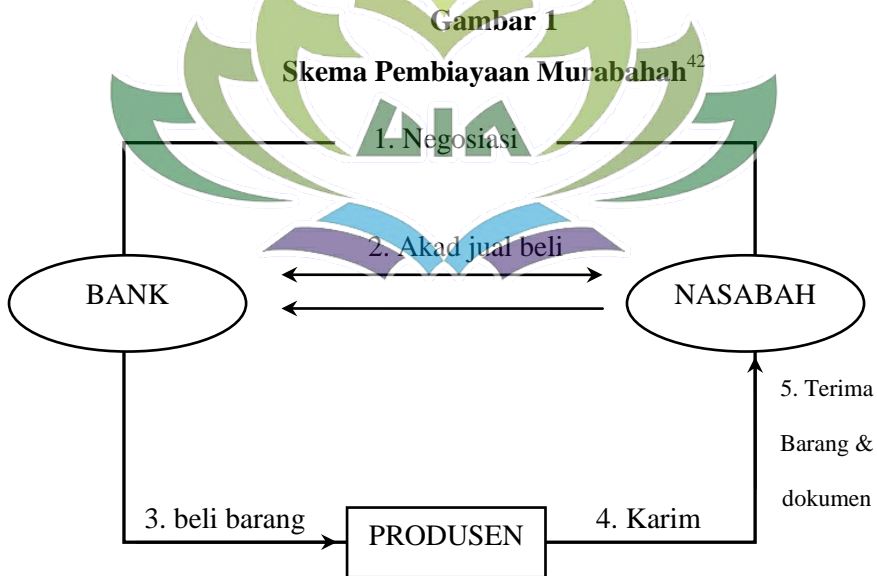 Gambar 1
Skema Pembiayaan Murabahah42
1. Negosiasi
2. Akad jual beli
BANK
NASABAH
5. Terima
Barang &
dokumen
3. beli barang
PRODUSEN
4. Karim